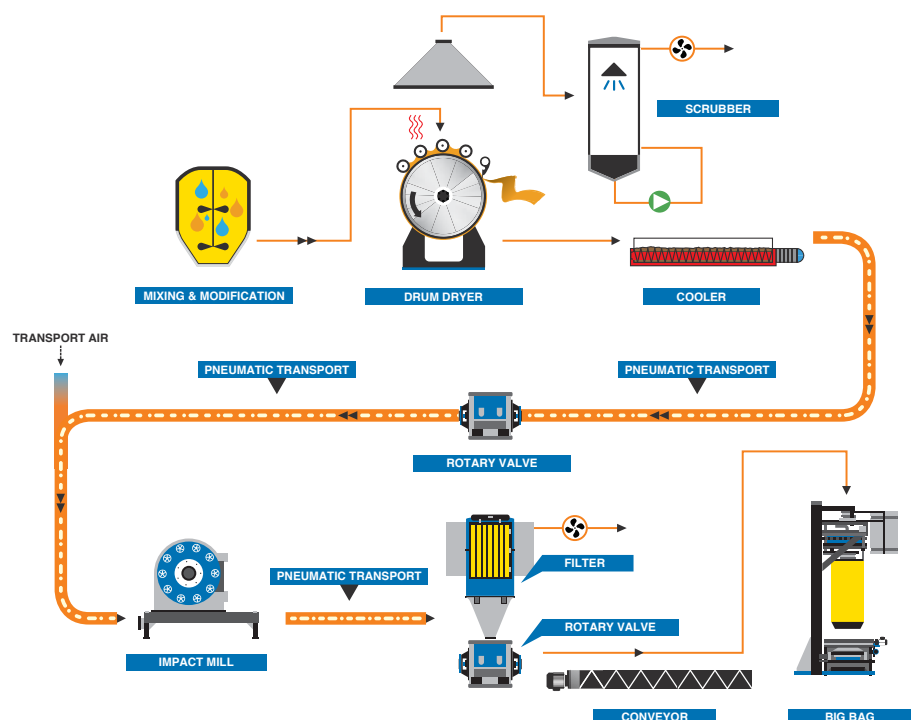 SCRUBBER
MIXING & MODIFICATION
DRUM DRYER
COOLER
TRANSPORT AIR
PNEUMATIC TRANSPORT
PNEUMATIC TRANSPORT
ROTARY VALVE
FILTER
PNEUMATIC TRANSPORT
ROTARY VALVE
IMPACT MILL
CONVEYOR
BIG BAG